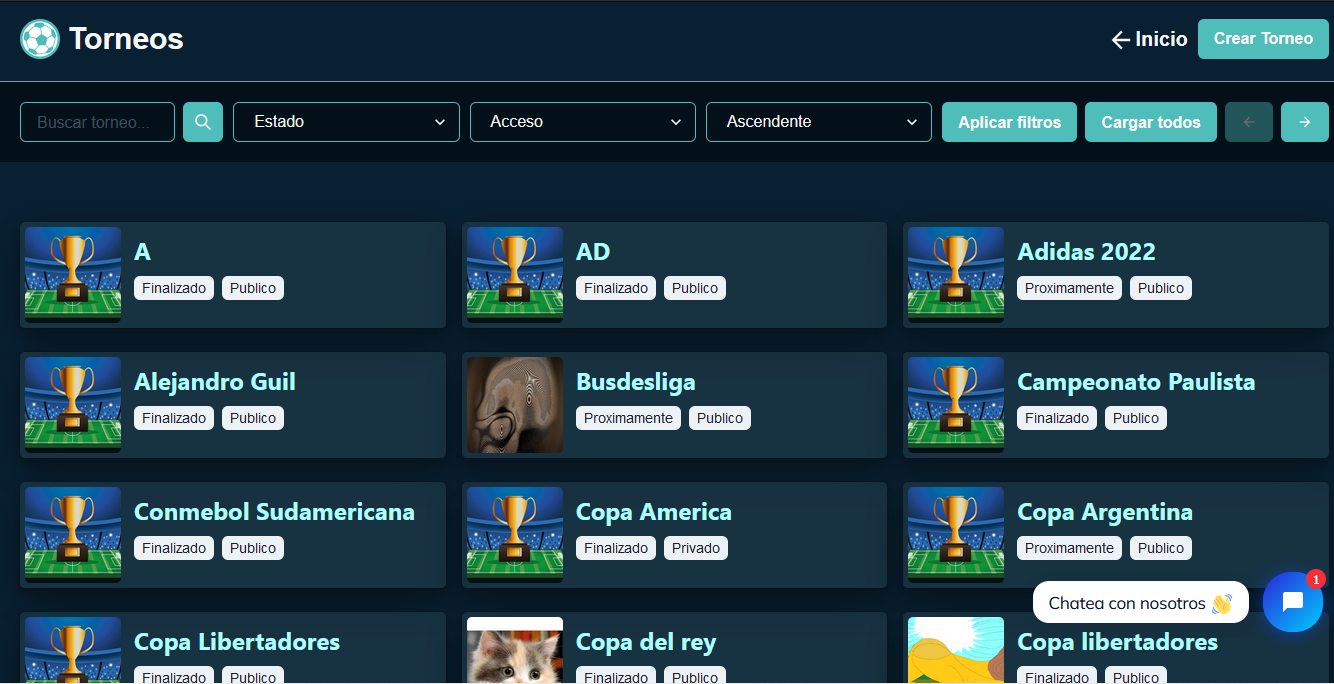 Torneos
Inicio
Crear Torneo
Buscar torneo...
Estado
Acceso
Ascendente
Aplicar filtros
Cargar todos
A
Finalizado Publico
AD
Finalizado Publico
Adidas 2022
Proximamente Publico
Alejandro Guil
Finalizado Publico
Busdesliga
Proximamente Publico
Campeonato Paulista
Finalizado Publico
Conmebol Sudamericana
Finalizado Publico
Copa America
Finalizado Privado
Copa Argentina
Proximamente Publico
Chatea con nosotros 👋
1
Copa Libertadores
Finalizado Publico
Copa del rey
Finalizado Publico
Copa libertadores
Finalizado Publico